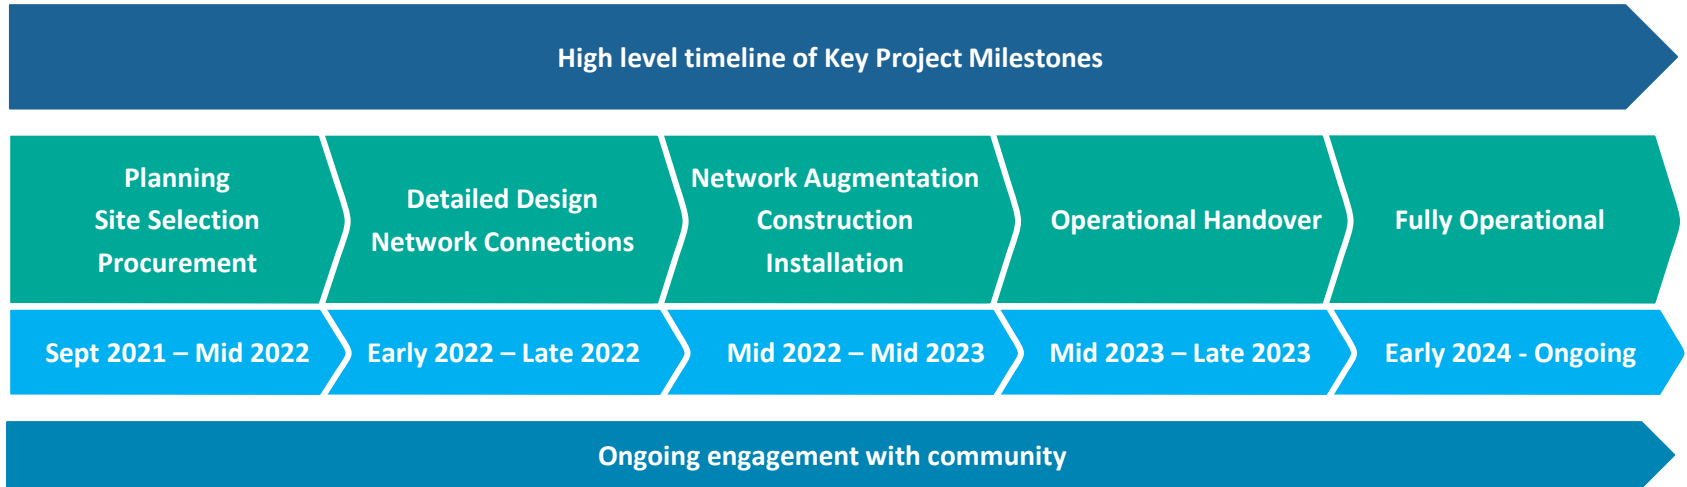 High level timeline of Key Project Milestones
Planning
Site Selection
Procurement
Detailed Design
Network Connections
Network Augmentation
Construction
Installation
Operational Handover
Fully Operational
Sept 2021 – Mid 2022
Early 2022 – Late 2022
Mid 2022 – Mid 2023
Mid 2023 – Late 2023
Early 2024 - Ongoing
Ongoing engagement with community